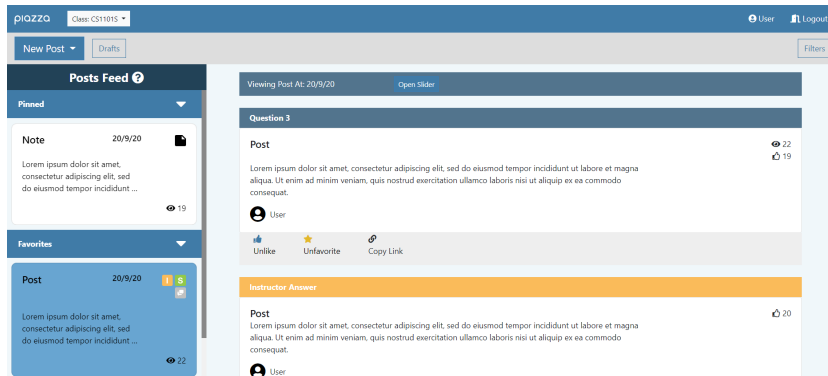 piazza
Class: CS1101S
User
Logout
New Post
Drafts
Filters
Posts Feed ?
Pinned
Note
20/9/20
Lorem ipsum dolor sit amet,
consectetur adipiscing elit, sed
do eiusmod tempor incididunt ...
19
Favorites
Post
20/9/20
I S
Lorem ipsum dolor sit amet,
consectetur adipiscing elit, sed
do eiusmod tempor incididunt ...
22
Viewing Post At: 20/9/20
Open Slider
Question 3
Post
22
19
Lorem ipsum dolor sit amet, consectetur adipiscing elit, sed do eiusmod tempor incididunt ut labore et magna
aliqua. Ut enim ad minim veniam, quis nostrud exercitation ullamco laboris nisi ut aliquip ex ea commodo
consequat.
User
Unlike
Unfavorite
Copy Link
Instructor Answer
Post
20
Lorem ipsum dolor sit amet, consectetur adipiscing elit, sed do eiusmod tempor incididunt ut labore et magna
aliqua. Ut enim ad minim veniam, quis nostrud exercitation ullamco laboris nisi ut aliquip ex ea commodo
consequat.
User